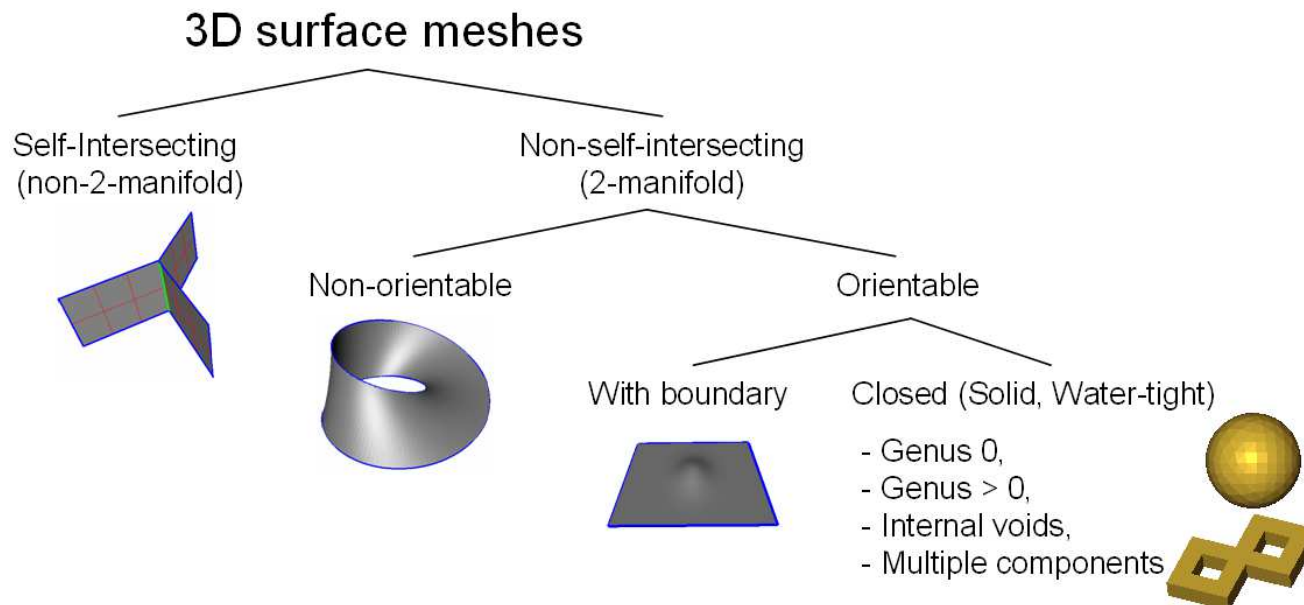 3D surface meshes
Self-Intersecting
(non-2-manifold)
Non-self-intersecting
(2-manifold)
Non-orientable
Orientable
With boundary
Closed (Solid, Water-tight)
- Genus 0,
- Genus > 0,
- Internal voids,
- Multiple components